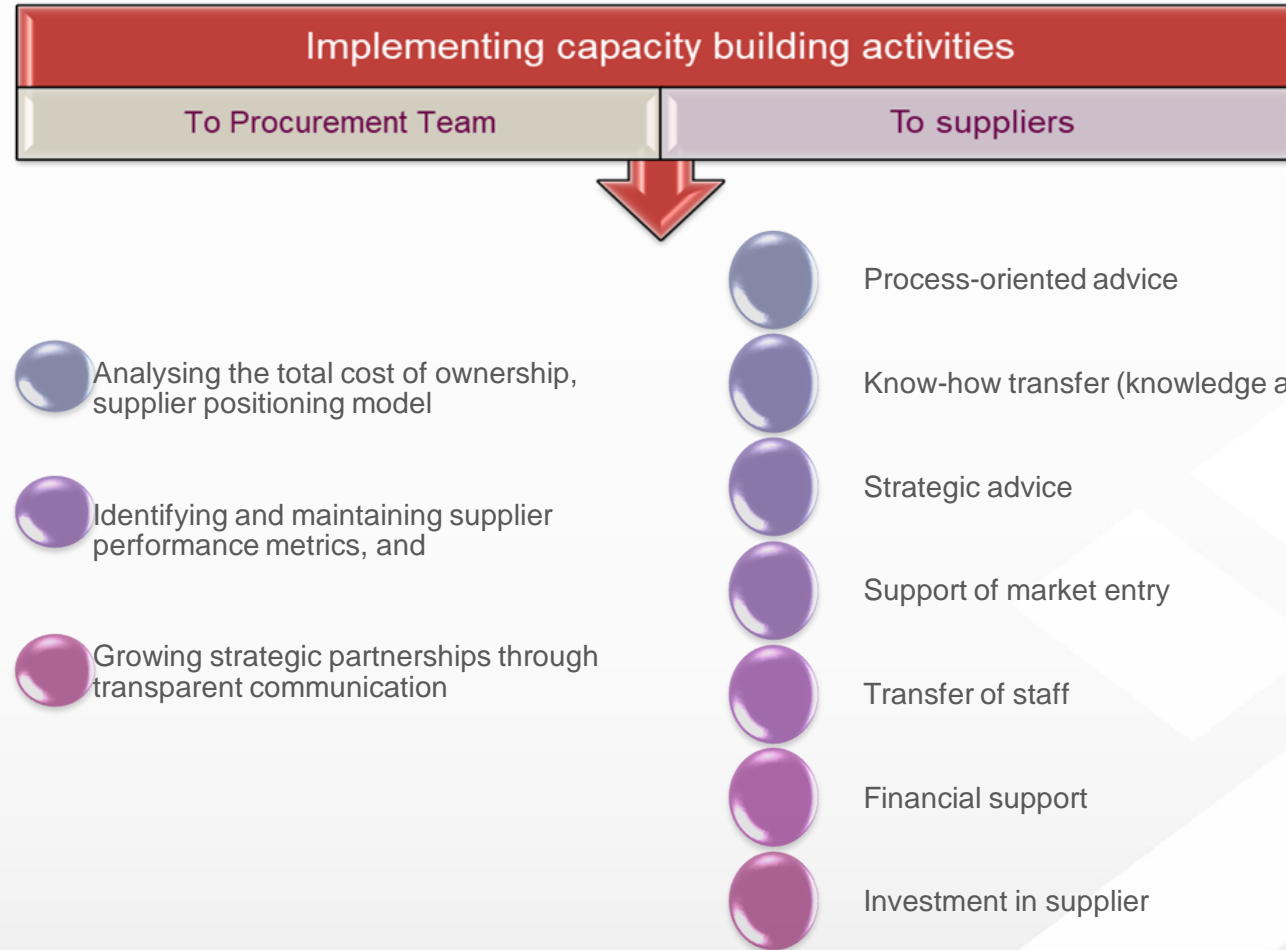 Implementing capacity building activities
To Procurement Team
To suppliers
Analysing the total cost of ownership,
supplier positioning model
Identifying and maintaining supplier
performance metrics, and
Growing strategic partnerships through
transparent communication
Process-oriented advice
Know-how transfer (knowledge
Strategic advice
Support of market entry
Transfer of staff
Financial support
Investment in supplier